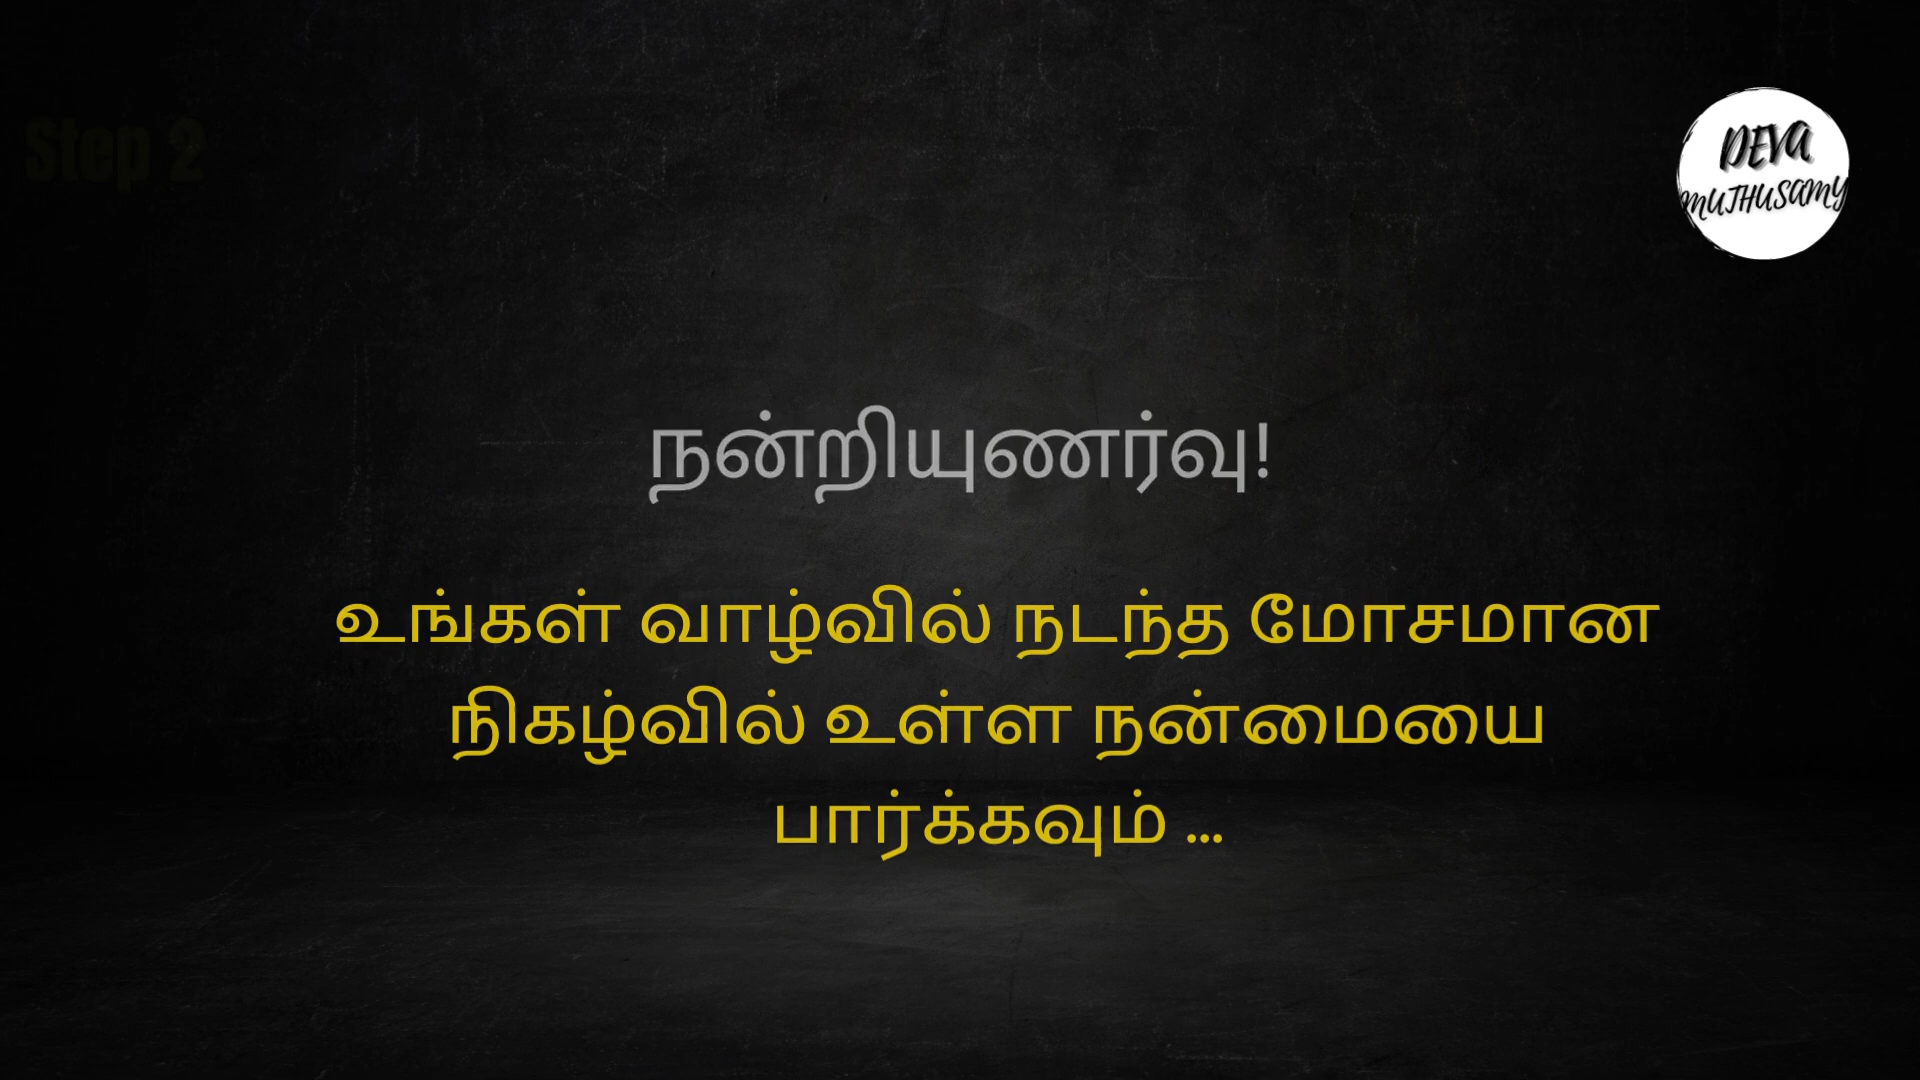 Step 2
DEVA
MUTHUSAMY
நன்றியுணர்வு!
உங்கள் வாழ்வில் நடந்த மோசமான
நிகழ்வில் உள்ள நன்மையை
பார்க்கவும் ...